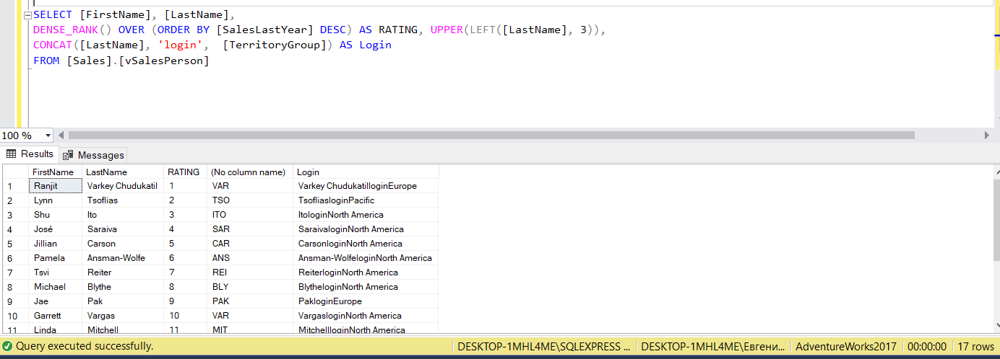 SELECT [FirstName], [LastName],
DENSE_RANK() OVER (ORDER BY [SalesLastYear] DESC) AS RATING, UPPER(LEFT([LastName], 3)),
CONCAT([LastName], 'login',  [TerritoryGroup]) AS Login
FROM [Sales].[vSalesPerson]
100 %
Results Messages
FirstName LastName RATING (No column name) Login
1 Ranjit Varkey Chudukatil 1 VAR Varkey ChudukatilloginEurope
2 Lynn Tsoflias 2 TSO TsofliasloginPacific
3 Shu Ito 3 ITO ItologinNorth America
4 José Saraiva 4 SAR SaraivaloginNorth America
5 Jillian Carson 5 CAR CarsonloginNorth America
6 Pamela Ansman-Wolfe 6 ANS Ansman-WolfeloginNorth America
7 Tsvi Reiter 7 REI ReiterloginNorth America
8 Michael Blythe 8 BLY BlytheloginNorth America
9 Jae Pak 9 PAK PakloginEurope
10 Garrett Vargas 10 VAR VargasloginNorth America
11 Linda Mitchell 11 MIT MitchellloginNorth America
Query executed successfully. DESKTOP-1MHL4ME\SQLEXPRESS ... DESKTOP-1MHL4ME\Евгени... AdventureWorks2017 00:00:00 17 rows